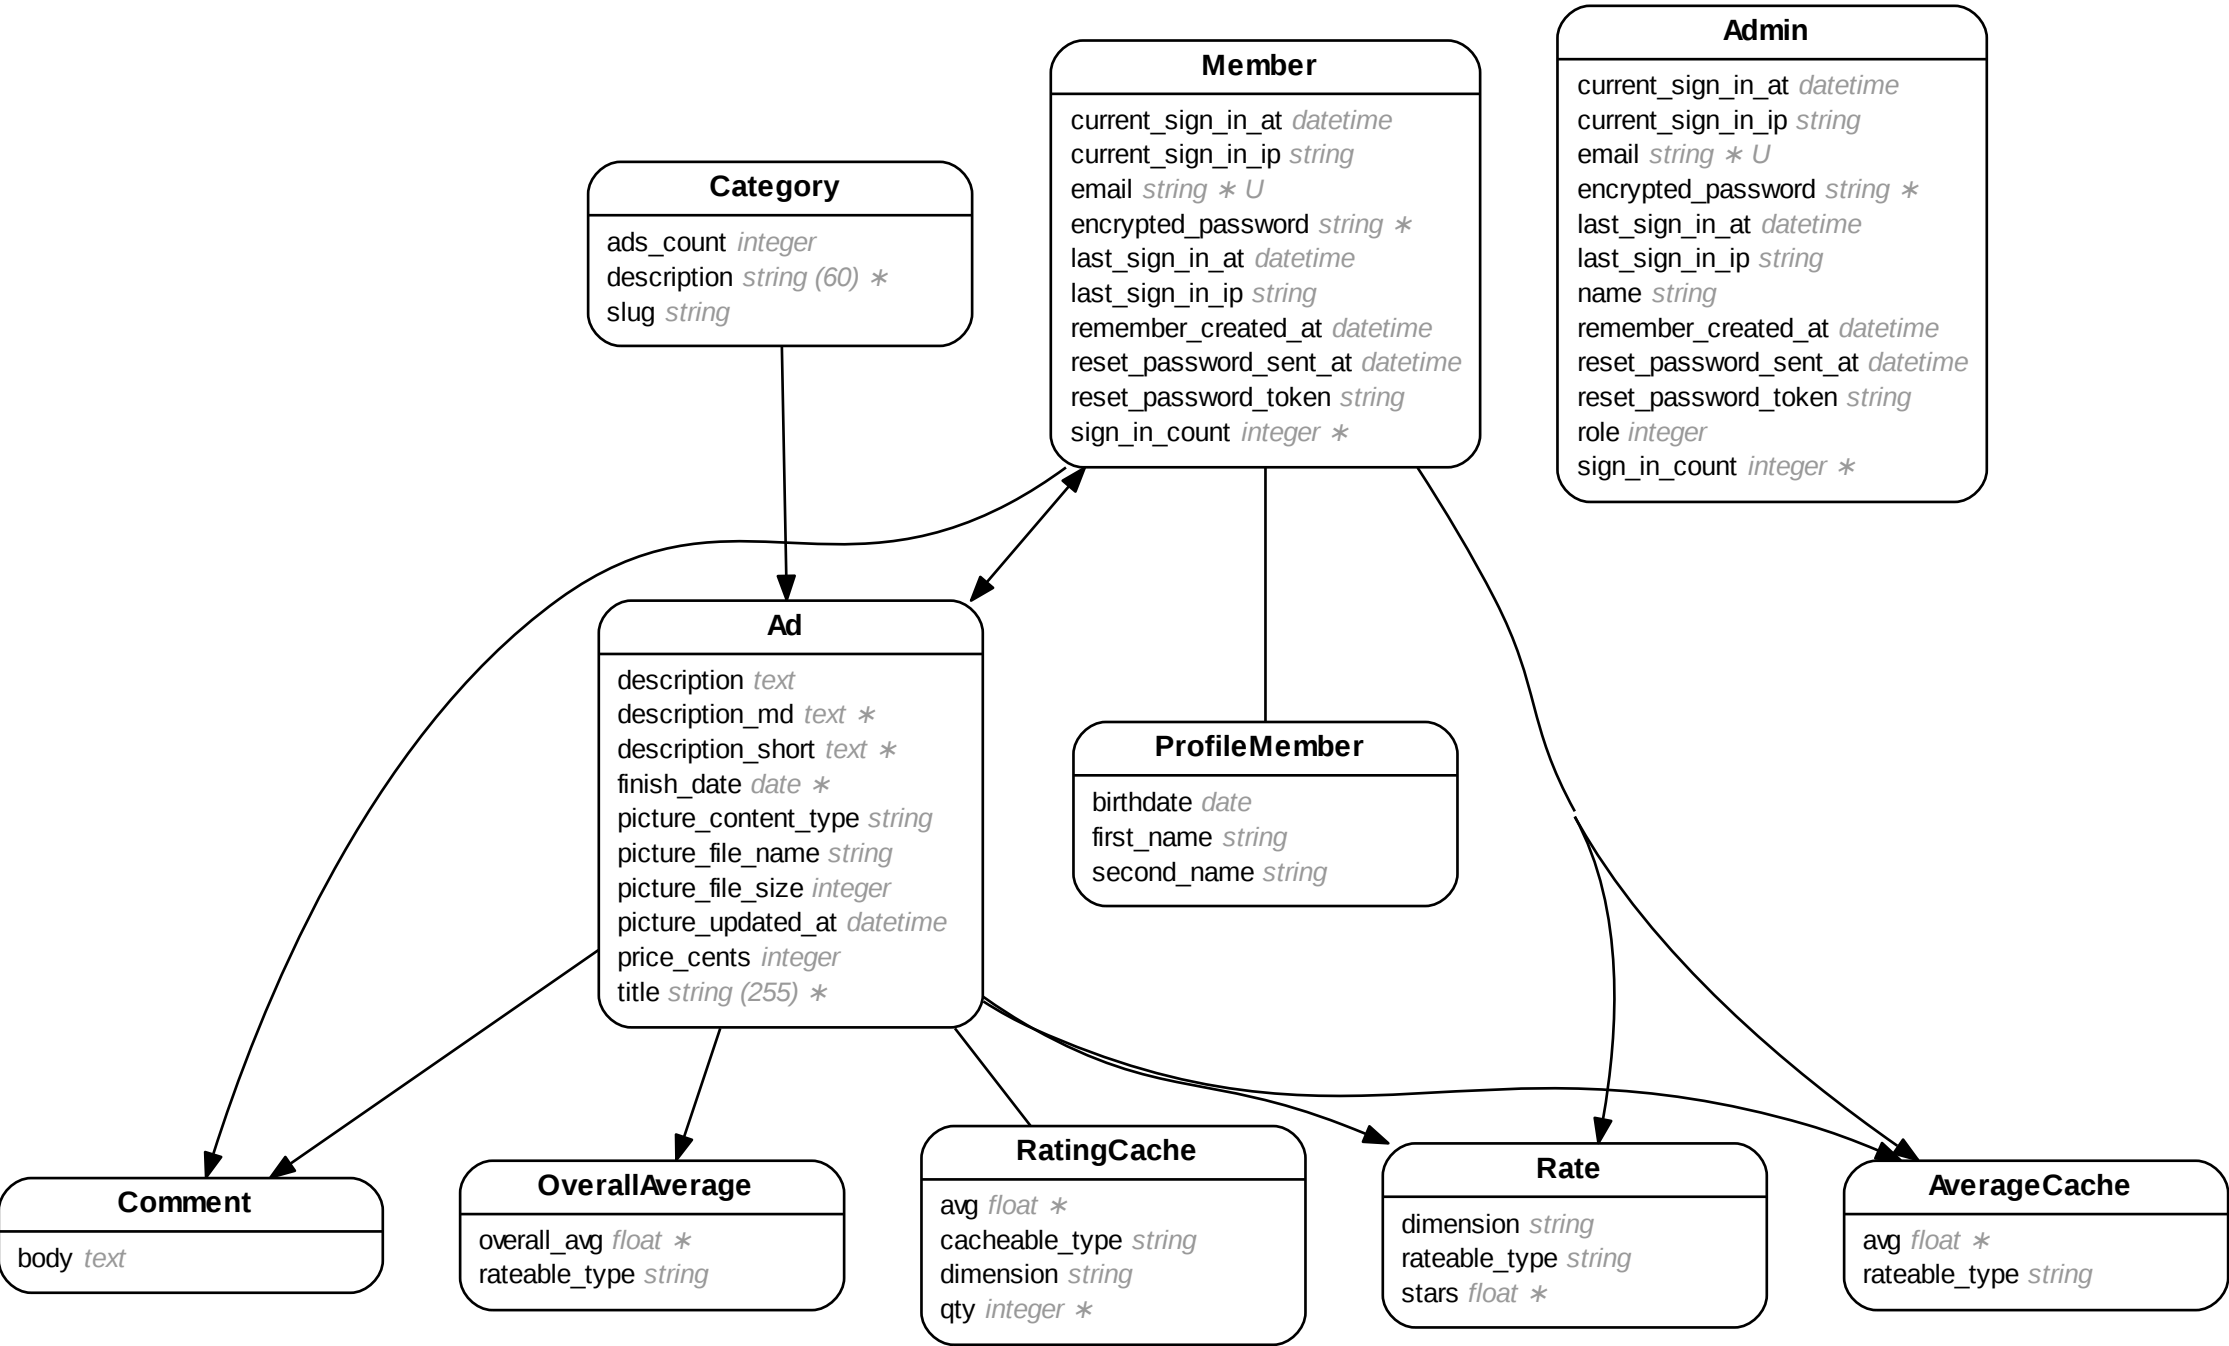 Admin
current_sign_in_at datetime
current_sign_in_ip string
email string ∗ U
encrypted_password string ∗
last_sign_in_at datetime
last_sign_in_ip string
name string
remember_created_at datetime
reset_password_sent_at datetime
reset_password_token string
role integer
sign_in_count integer ∗
Member
current_sign_in_at datetime
current_sign_in_ip string
email string ∗ U
encrypted_password string ∗
last_sign_in_at datetime
last_sign_in_ip string
remember_created_at datetime
reset_password_sent_at datetime
reset_password_token string
sign_in_count integer ∗
Category
ads_count integer
description string (60) ∗
slug string
Ad
description text
description_md text ∗
description_short text ∗
finish_date date ∗
picture_content_type string
picture_file_name string
picture_file_size integer
picture_updated_at datetime
price_cents integer
title string (255) ∗
ProfileMember
birthdate date
first_name string
second_name string
Comment
body text
OverallAverage
overall_avg float ∗
rateable_type string
RatingCache
avg float ∗
cacheable_type string
dimension string
qty integer ∗
Rate
dimension string
rateable_type string
stars float ∗
AverageCache
avg float ∗
rateable_type string